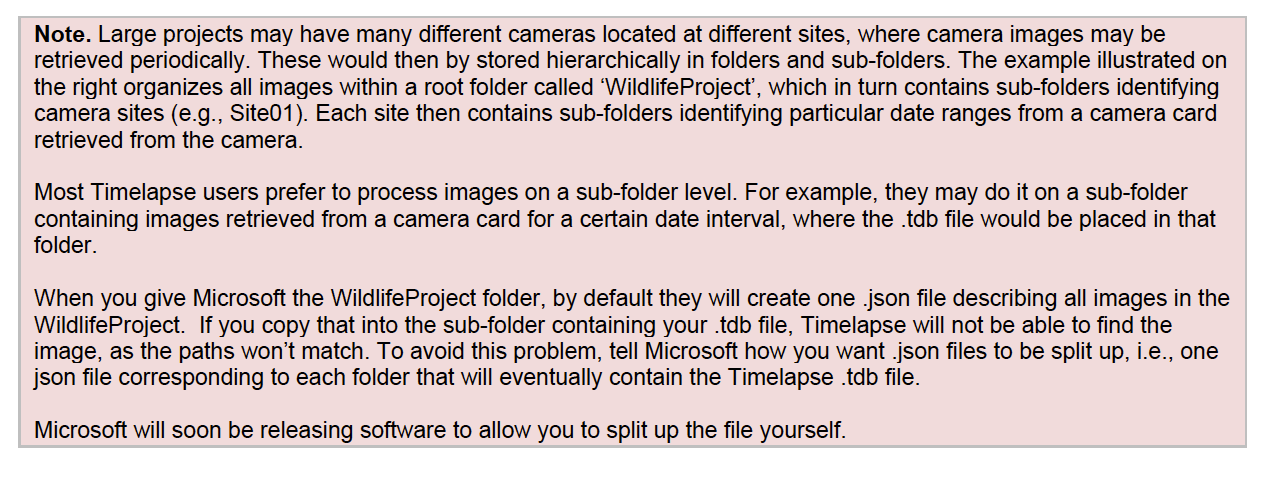 Note. Large projects may have many different cameras located at different sites, where camera images may be
retrieved periodically. These would then by stored hierarchically in folders and sub-folders. The example illustrated on
the right organizes all images within a root folder called ‘WildlifeProject’, which in turn contains sub-folders identifying
camera sites (e.g., Site01). Each site then contains sub-folders identifying particular date ranges from a camera card
retrieved from the camera.
Most Timelapse users prefer to process images on a sub-folder level. For example, they may do it on a sub-folder
containing images retrieved from a camera card for a certain date interval, where the .tdb file would be placed in that
folder.
When you give Microsoft the WildlifeProject folder, by default they will create one .json file describing all images in the
WildlifeProject.  If you copy that into the sub-folder containing your .tdb file, Timelapse will not be able to find the
image, as the paths won’t match. To avoid this problem, tell Microsoft how you want .json files to be split up, i.e., one
json file corresponding to each folder that will eventually contain the Timelapse .tdb file.
Microsoft will soon be releasing software to allow you to split up the file yourself.